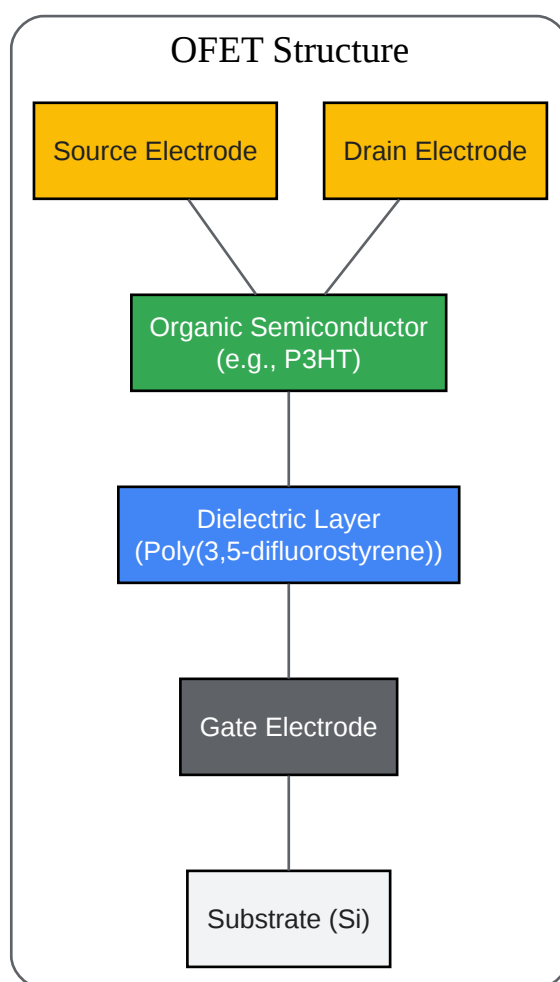 OFET Structure
Source Electrode
Drain Electrode
Organic Semiconductor
(e.g., P3HT)
Dielectric Layer
(Poly(3,5-difluorostyrene))
Gate Electrode
Substrate (Si)